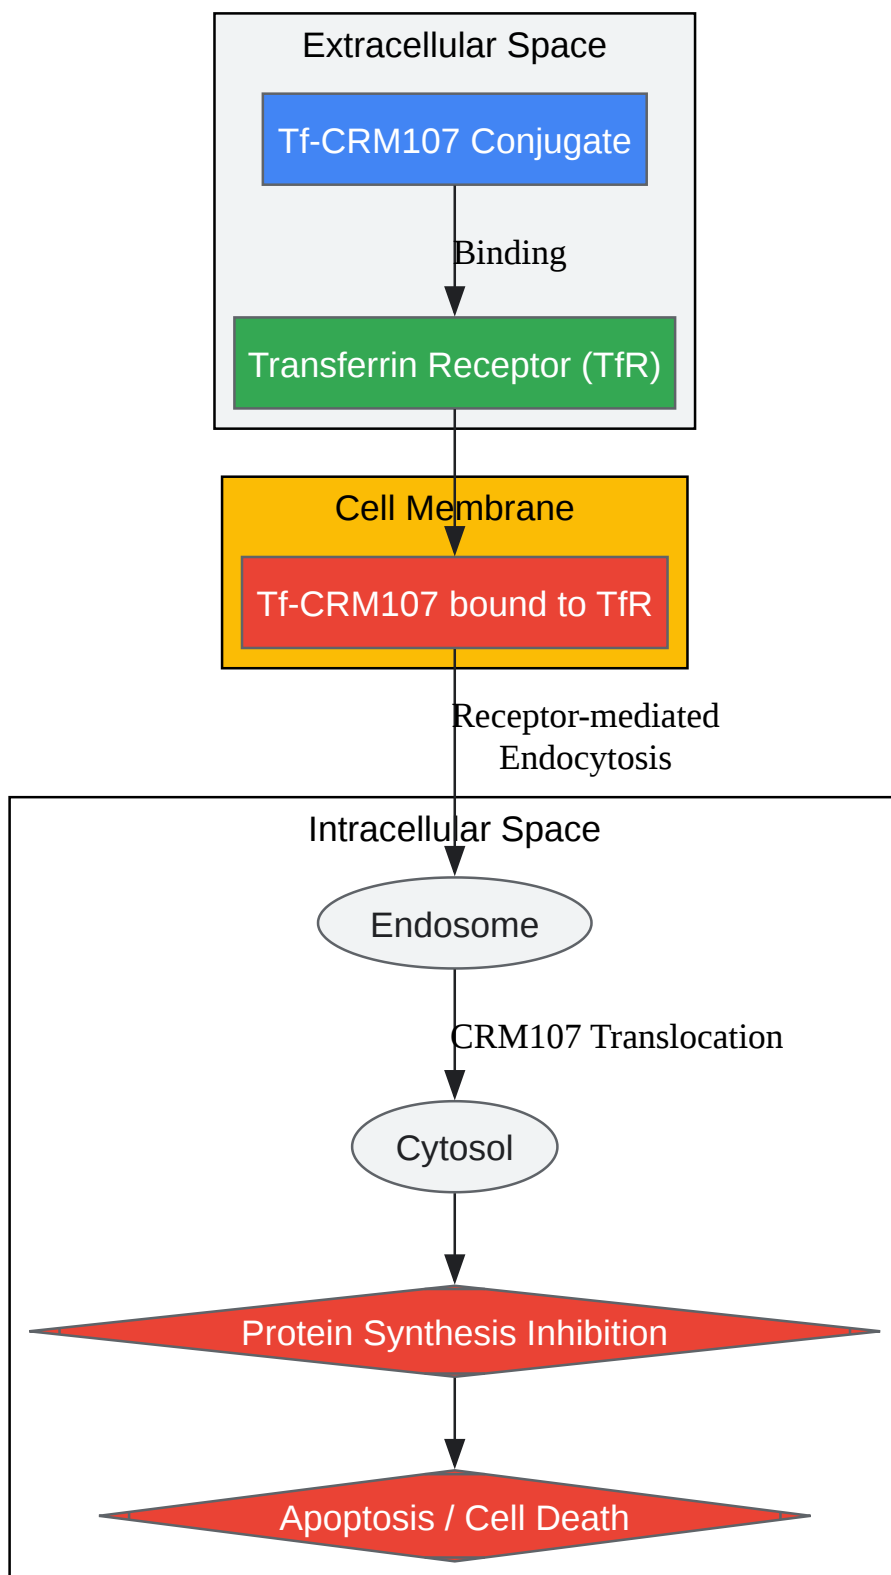 Extracellular Space
Tf-CRM107 Conjugate
Binding
Transferrin Receptor (TfR)
Cell Membrane
Tf-CRM107 bound to TfR
Receptor-mediated
Endocytosis
Intracellular Space
Endosome
CRM107 Translocation
Cytosol
Protein Synthesis Inhibition
Apoptosis / Cell Death